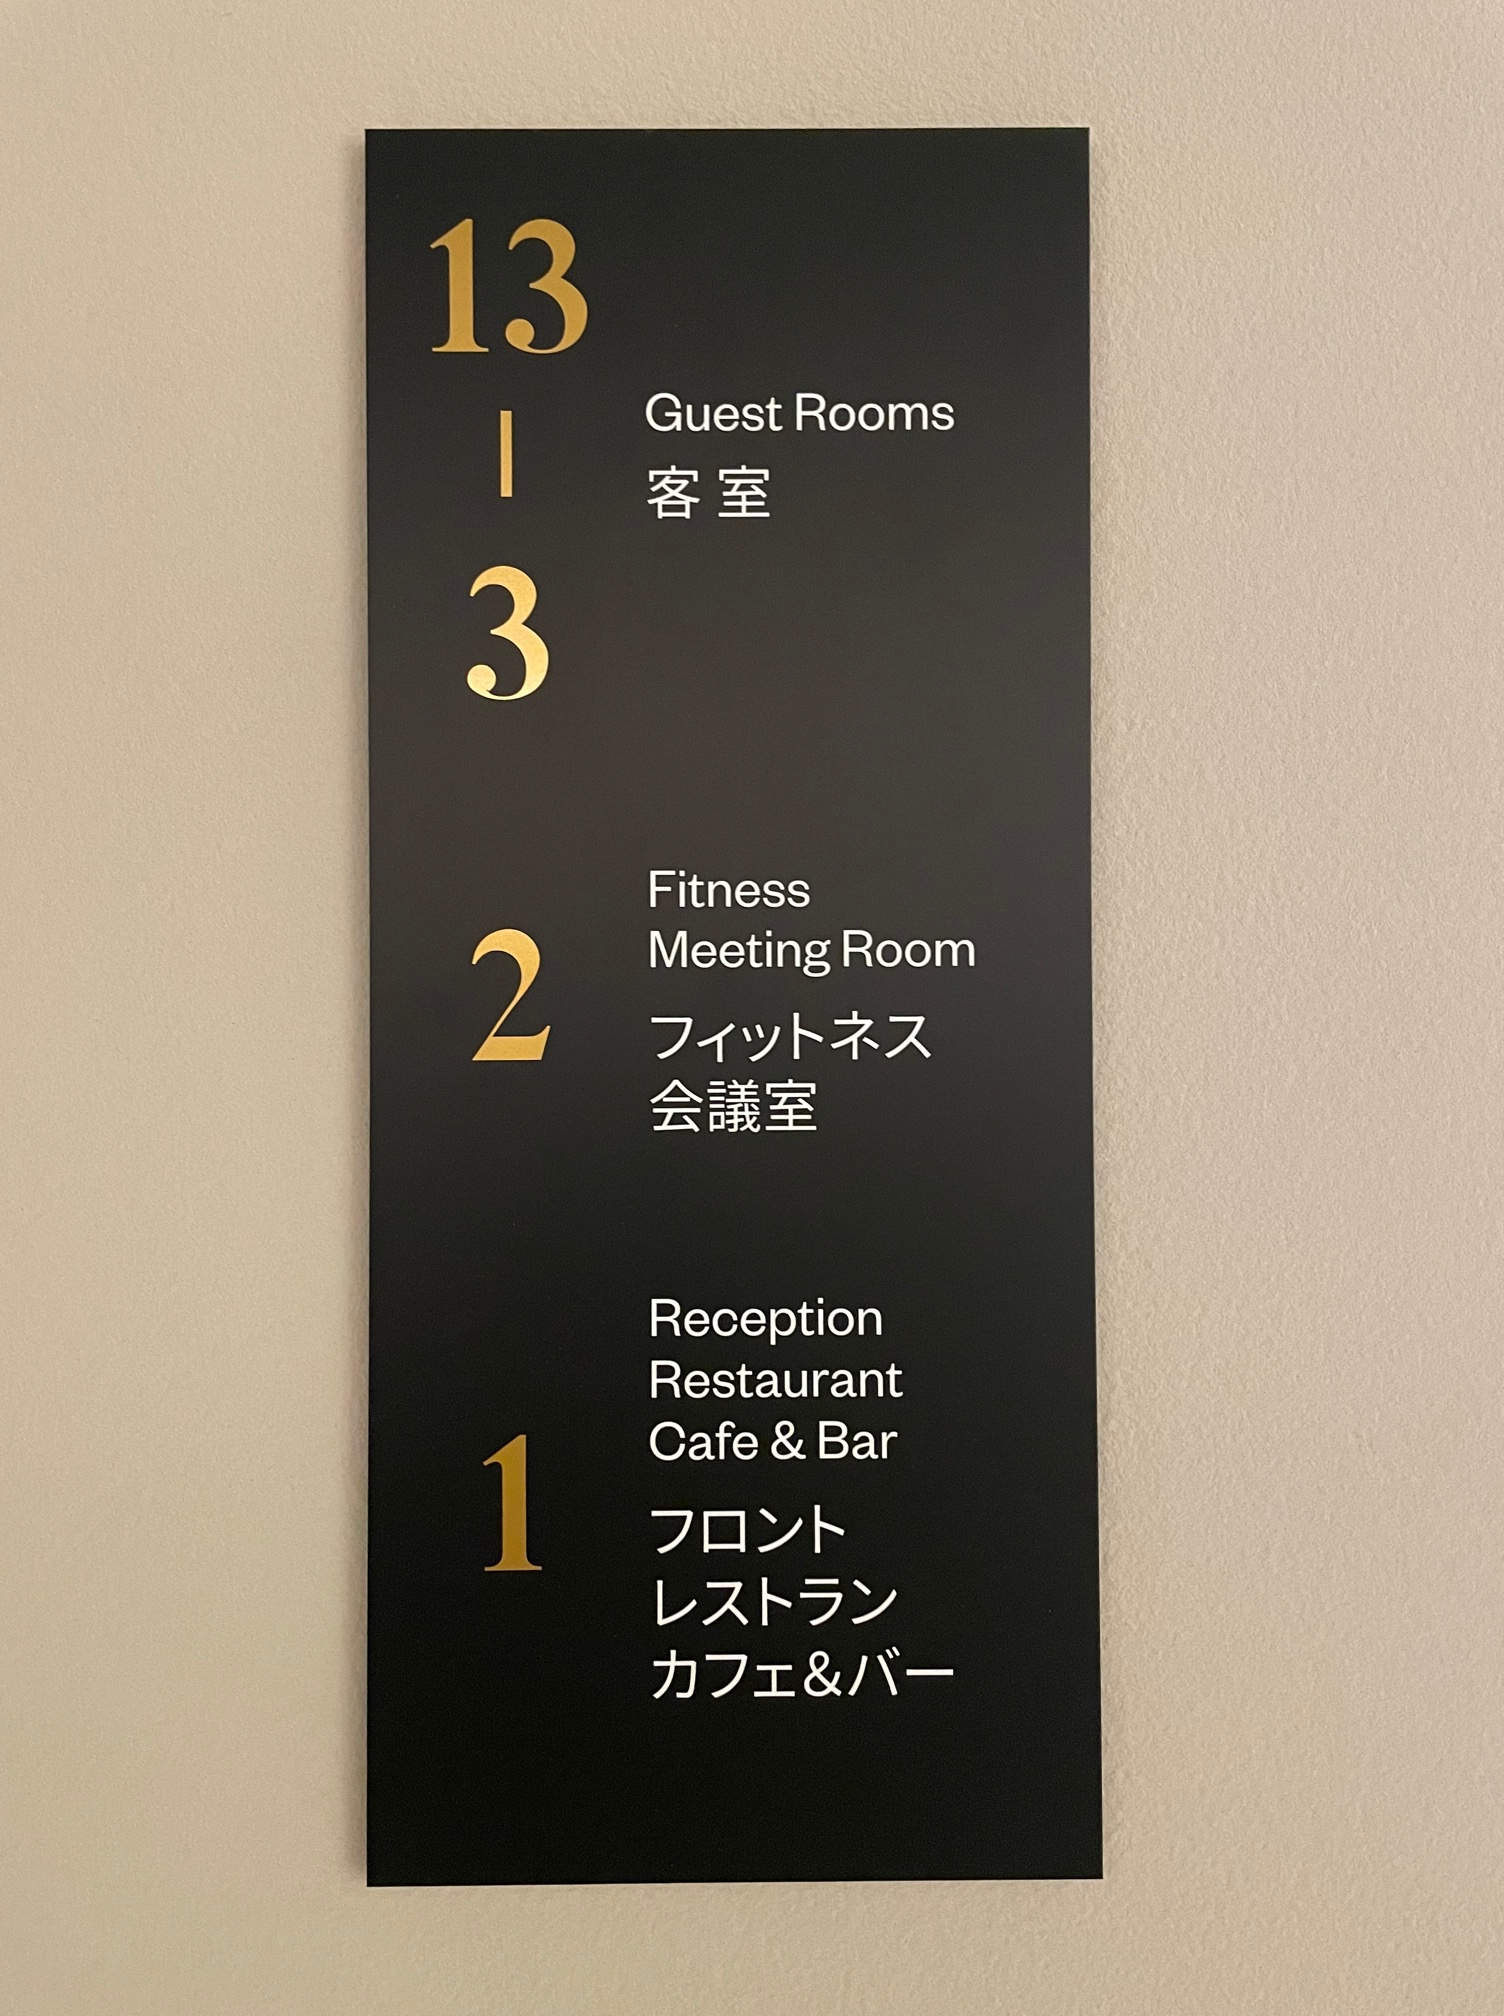 13
|
3
Guest Rooms
客室
2
Fitness
Meeting Room
フィットネス
会議室
1
Reception
Restaurant
Cafe & Bar
フロント
レストラン
カフェ&バー